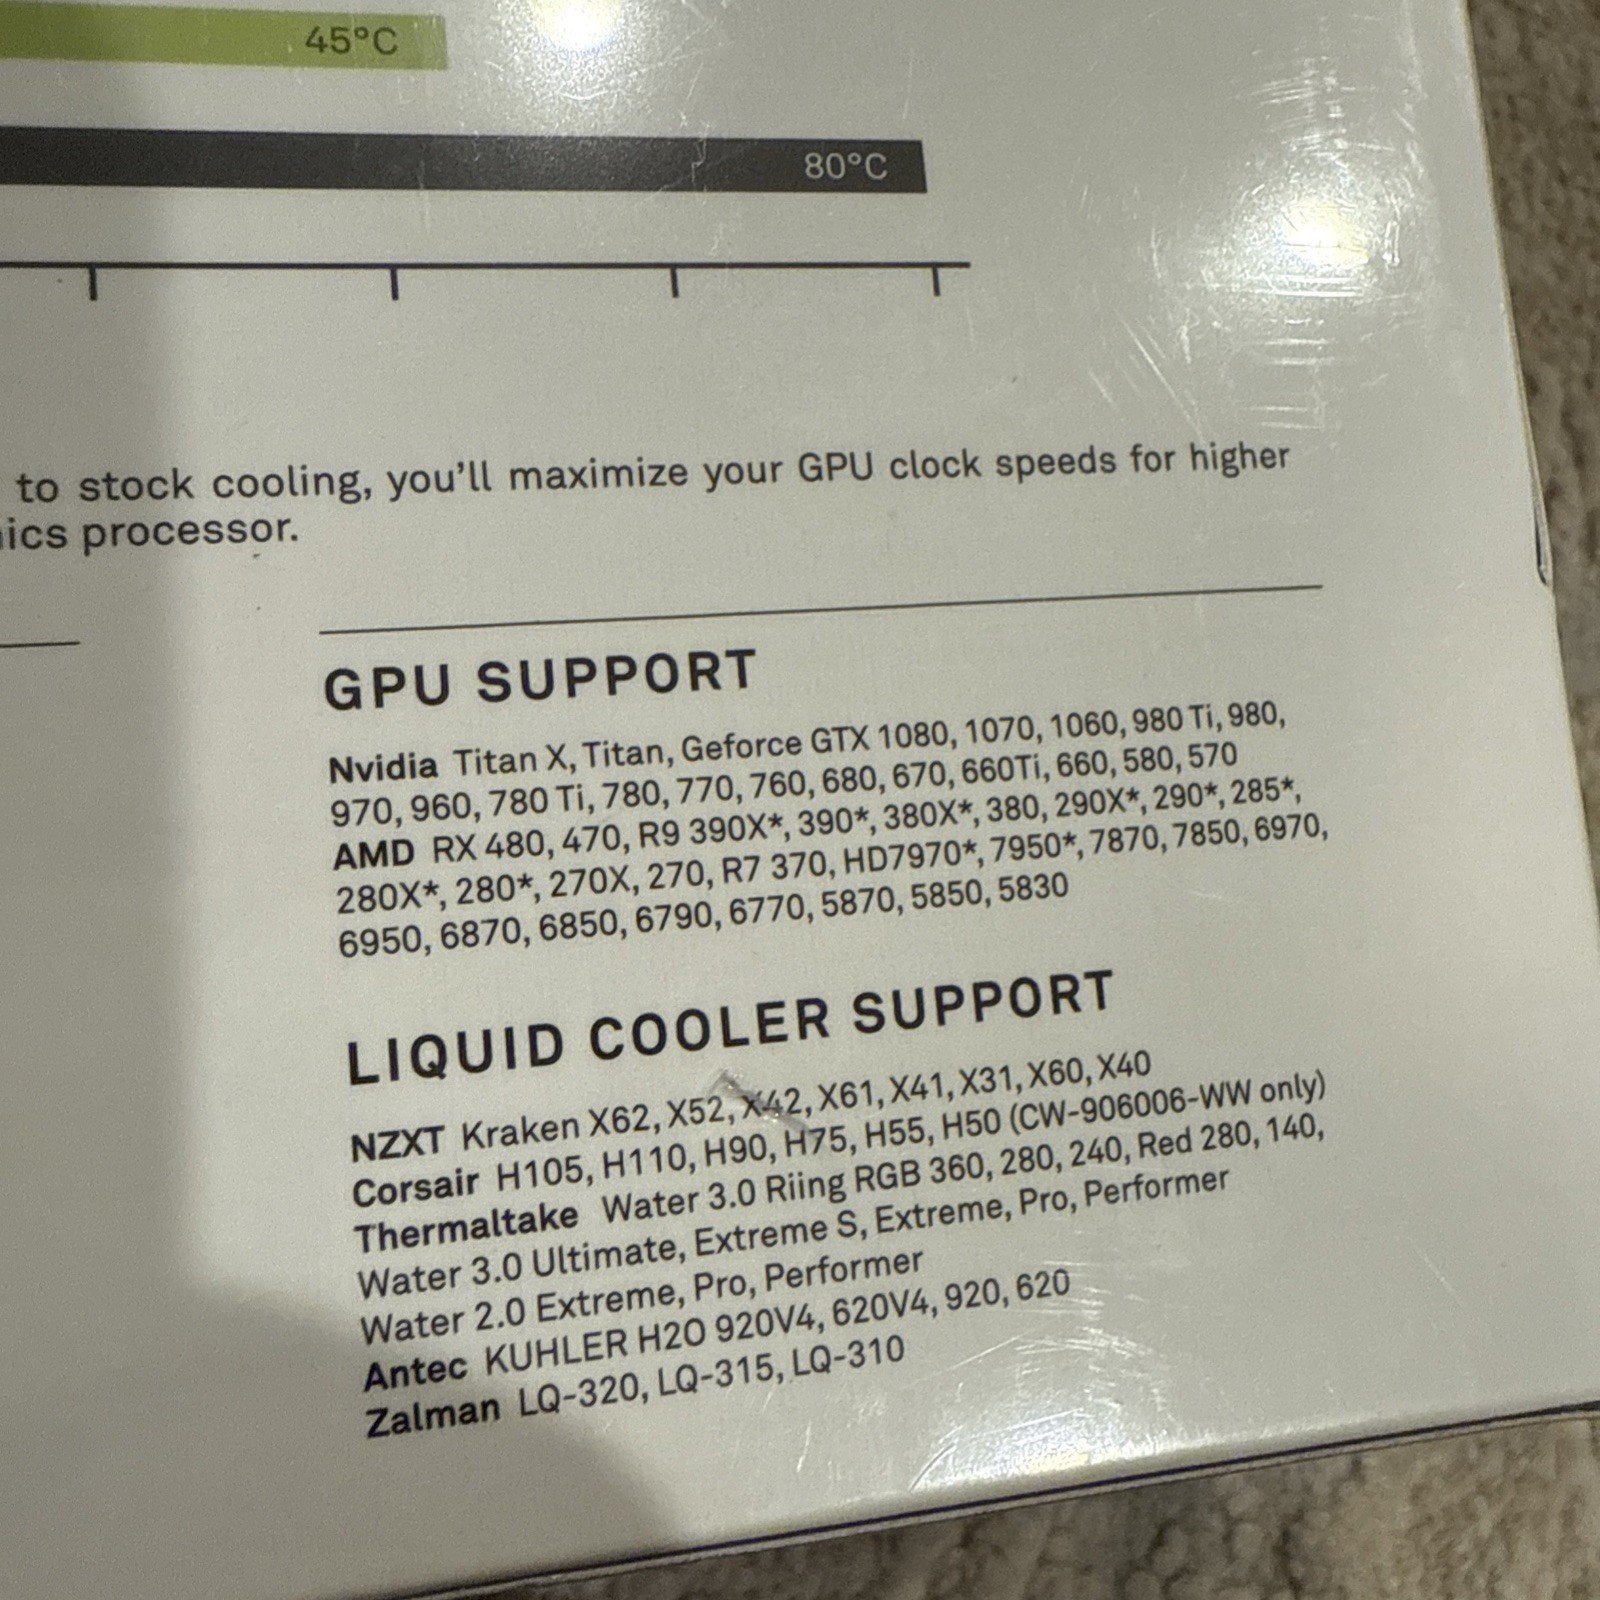 45°C
80°C
to stock cooling, you'll maximize your GPU clock speeds for higher
processor.
GPU SUPPORT
Nvidia Titan X, Titan, Geforce GTX 1080, 1070, 1060, 980 Ti, 980,
970, 960, 780 Ti, 780, 770, 760, 680, 670, 660Ti, 660, 580, 570
AMD RX 480, 470, R9 390X*, 390*, 380X*, 380, 290X*, 290*, 285*,
280X*, 280*, 270X, 270, R7 370, HD7970*, 7950*, 7870, 7850, 6970,
6950, 6870, 6850, 6790, 6770, 5870, 5850, 5830
LIQUID COOLER SUPPORT
NZXT Kraken X62, X52, X42, X61, X41, X31, X60, X40
Corsair H105, H110, H90, H75, H55, H50 (CW-906006-WW only)
Thermaltake Water 3.0 Riing RGB 360, 280, 240, Red 280, 140,
Water 3.0 Ultimate, Extreme S, Extreme, Pro, Performer
Water 2.0 Extreme, Pro, Performer
Antec KUHLER H2O 920V4, 620V4, 920, 620
Zalman LQ-320, LQ-315, LQ-310